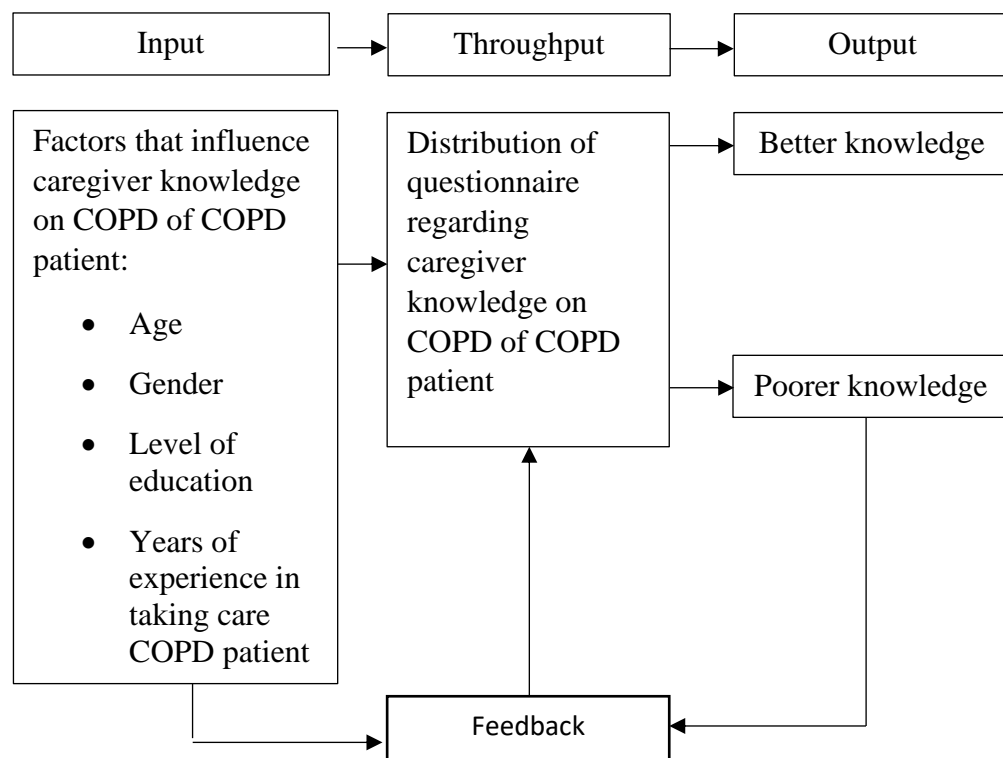 Input
Throughput
Output
Factors that influence
caregiver knowledge
on COPD of COPD
patient:
• Age
• Gender
• Level of
education
• Years of
experience in
taking care
COPD patient
Distribution of
questionnaire
regarding
caregiver
knowledge on
COPD of COPD
patient
Better knowledge
Poorer knowledge
Feedback